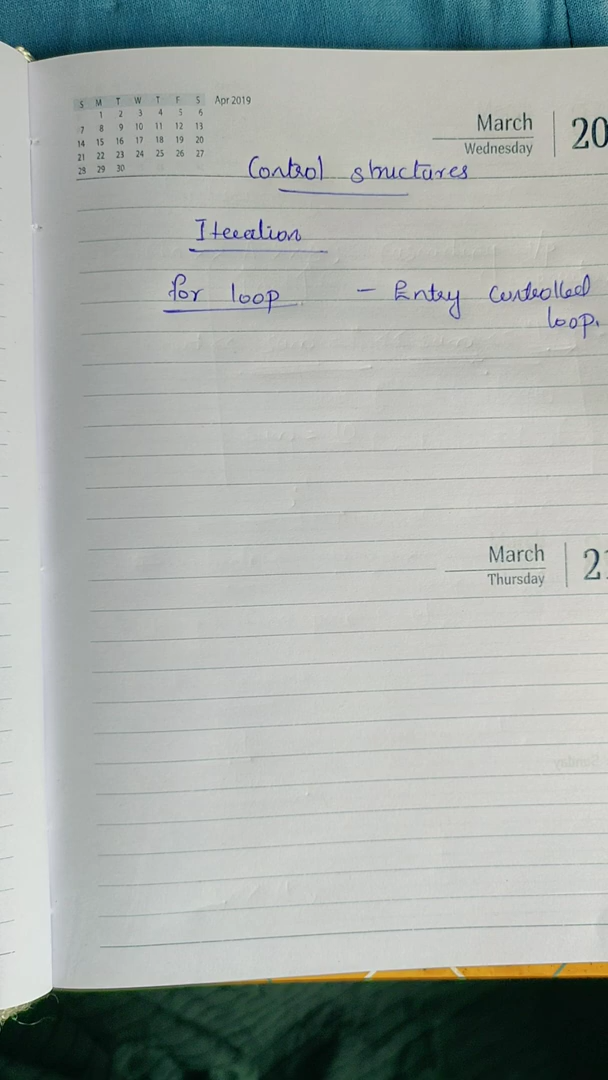 S M T W T F S Apr 2019
1 2 3 4 5 6
7 8 9 10 11 12 13
14 15 16 17 18 19 20
21 22 23 24 25 26 27
28 29 30
March 20
Wednesday
Control structures
Iteration
for loop - Entry controlled
loop.
March
Thursday
Sunday